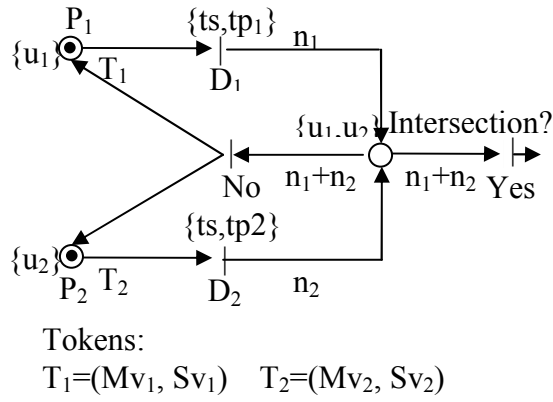 P₁ {ts,tp₁} n₁
{u₁} T₁ D₁
{u₁,u₂} Intersection?
No n₁+n₂ n₁+n₂ Yes
{ts,tp2}
{u₂} T₂ D₂ n₂
P₂
Tokens:
T₁=(Mv₁, Sv₁) T₂=(Mv₂, Sv₂)